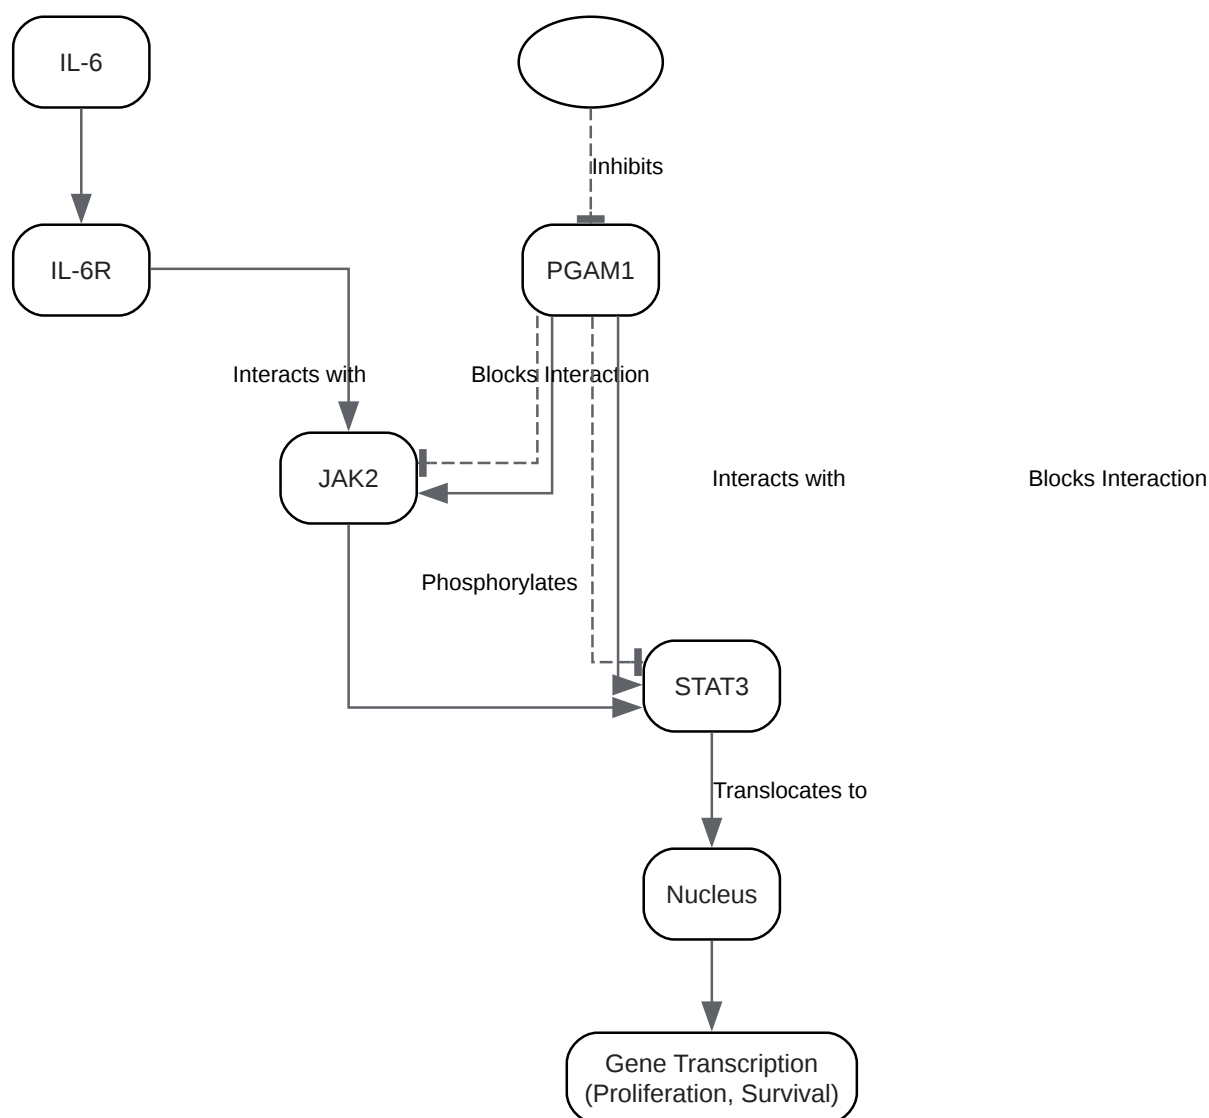 IL-6
Inhibits
IL-6R
PGAM1
Interacts with
Blocks Interaction
JAK2
Interacts with
Blocks Interaction
Phosphorylates
STAT3
Translocates to
Nucleus
Gene Transcription
(Proliferation, Survival)